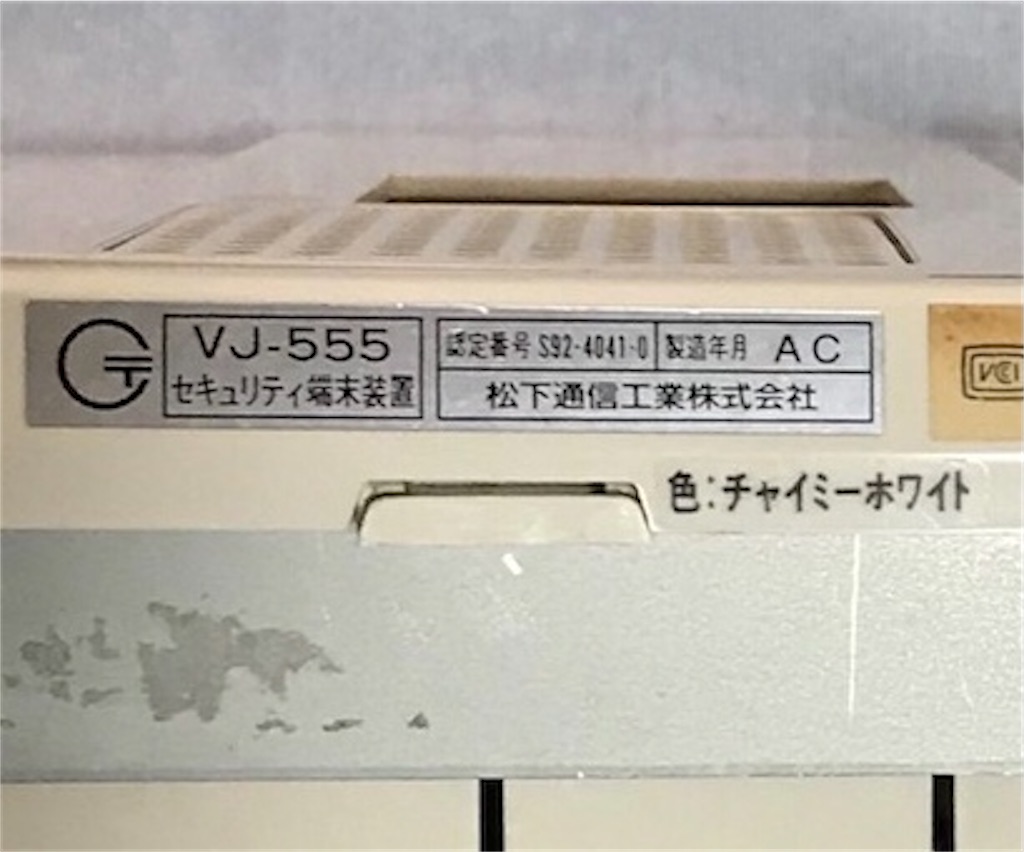 VJ-555
セキュリティ端末装置
認定番号 S92-4041-0
製造年月 AC
松下通信工業株式会社
VCI
色:チャイミーホワイト